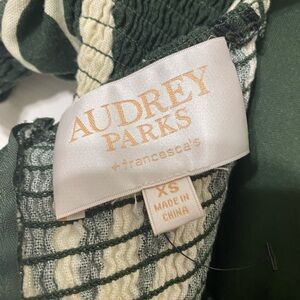 AUDREY
PARKS
+francesca's
XS
MADE IN
CHINA